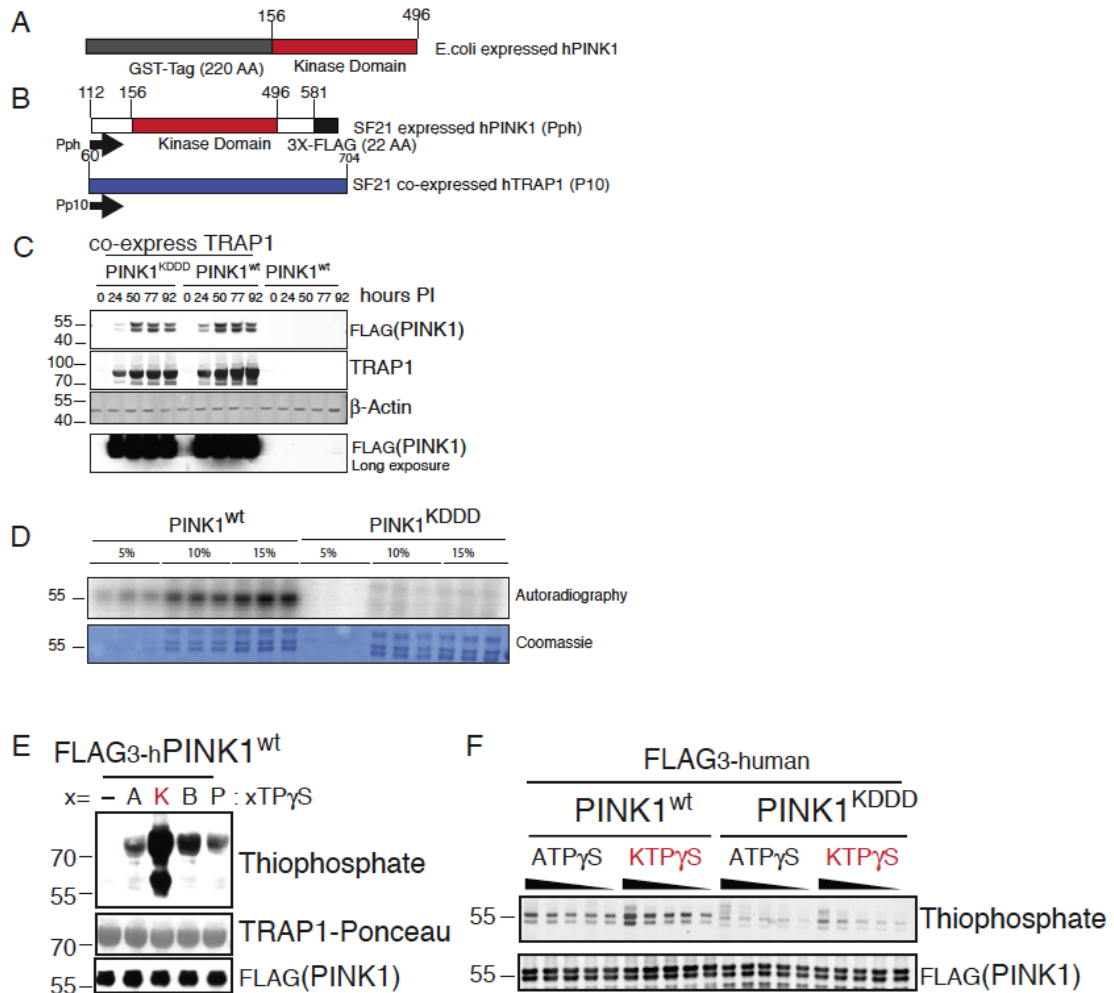 A
156 496
E.coli expressed hPINK1
GST-Tag (220 AA) Kinase Domain
B
112 156 496 581
SF21 expressed hPINK1 (Pph)
Pph Kinase Domain 3X-FLAG (22 AA)
60 704
SF21 co-expressed hTRAP1 (P10)
Pp10
C
co-express TRAP1
PINK1KDDD PINK1wt PINK1wt
0 24 50 77 92 0 24 50 77 92 0 24 50 77 92 hours PI
55
40
FLAG(PINK1)
100
70
TRAP1
55
40
β-Actin
FLAG(PINK1)
Long exposure
D
PINK1wt PINK1KDDD
5% 10% 15% 5% 10% 15%
55 Autoradiography
55 Coomassie
E
FLAG3-hPINK1wt
x= – A K B P : xTPγS
70
55
Thiophosphate
70
TRAP1-Ponceau
55
FLAG(PINK1)
F
FLAG3-human
PINK1wt PINK1KDDD
ATPγS KTPγS ATPγS KTPγS
55 Thiophosphate
55 FLAG(PINK1)